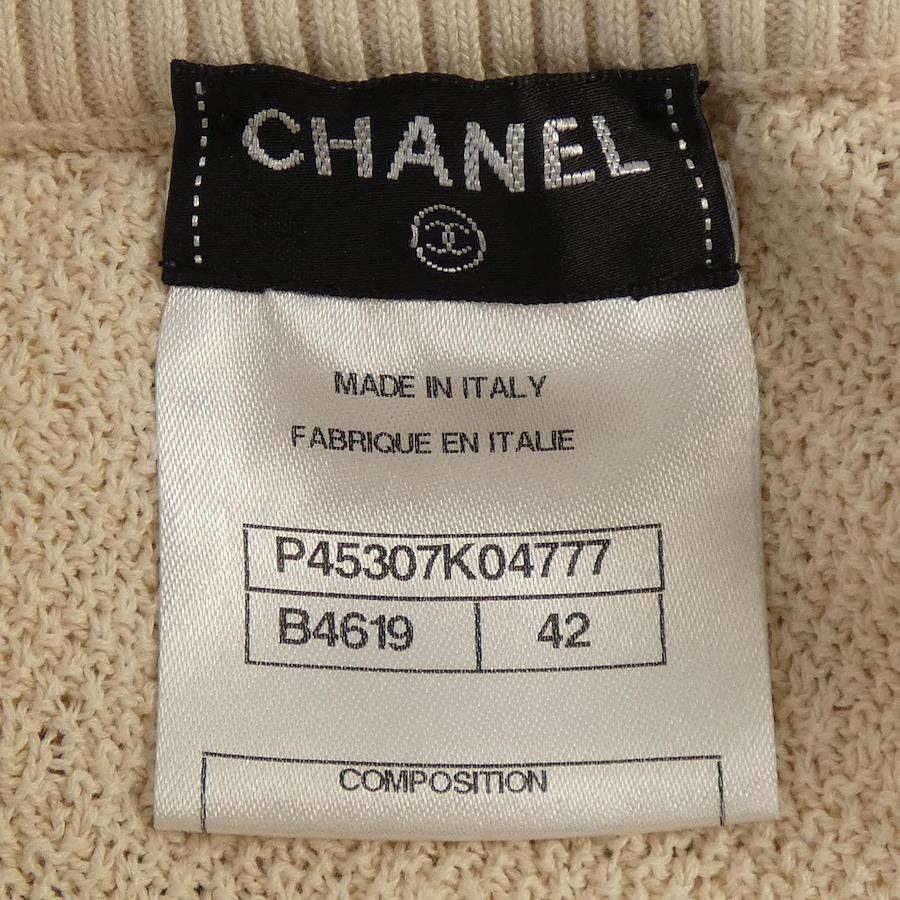 CHANEL
MADE IN ITALY
FABRIQUE EN ITALIE
P45307K04777
B4619 42
COMPOSITION